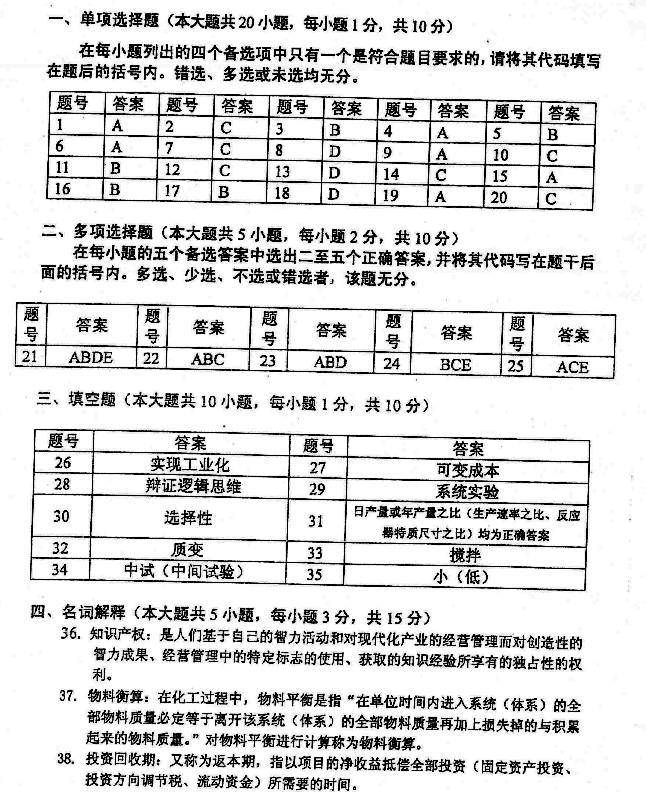 一、单项选择题（本大题共20小题，每小题1分，共10分）
在每小题列出的四个备选项中只有一个是符合题目要求的，请将其代码填写
在题后的括号内。错选、多选或未选均无分。
题号 答案 题号 答案 题号 答案 题号 答案 题号 答案
1 A 2 C 3 B 4 A 5 B
6 A 7 C 8 D 9 A 10 C
11 B 12 C 13 D 14 C 15 A
16 B 17 B 18 D 19 A 20 C
二、多项选择题（本大题共5小题，每小题2分，共10分）
在每小题的五个备选答案中选出二至五个正确答案，并将其代码写在题干后
面的括号内。多选、少选、不选或错选者，该题无分。
题号 答案 题号 答案 题号 答案 题号 答案 题号 答案
21 ABDE 22 ABC 23 ABD 24 BCE 25 ACE
三、填空题（本大题共10小题，每小题1分，共10分）
题号 答案 题号 答案
26 实现工业化 27 可变成本
28 辩证逻辑思维 29 系统实验
30 选择性 31 日产量或年产量之比（生产速率之比、反应
器特质尺寸之比）均为正确答案
32 质变 33 搅拌
34 中试（中间试验） 35 小（低）
四、名词解释（本大题共5小题，每小题3分，共15分）
36. 知识产权：是人们基于自己的智力活动和对现代化产业的经营管理而对创造性的
智力成果、经营管理中的特定标志的使用、获取的知识经验所享有的独占性的权
利。
37. 物料衡算：在化工过程中，物料平衡是指“在单位时间内进入系统（体系）的全
部物料质量必定等于离开该系统（体系）的全部物料质量再加上损失掉的与积累
起来的物料质量。”对物料平衡进行计算称为物料衡算。
38. 投资回收期：又称为返本期，指以项目的净收益抵偿全部投资（固定资产投资、
投资方向调节税、流动资金）所需要的时间。